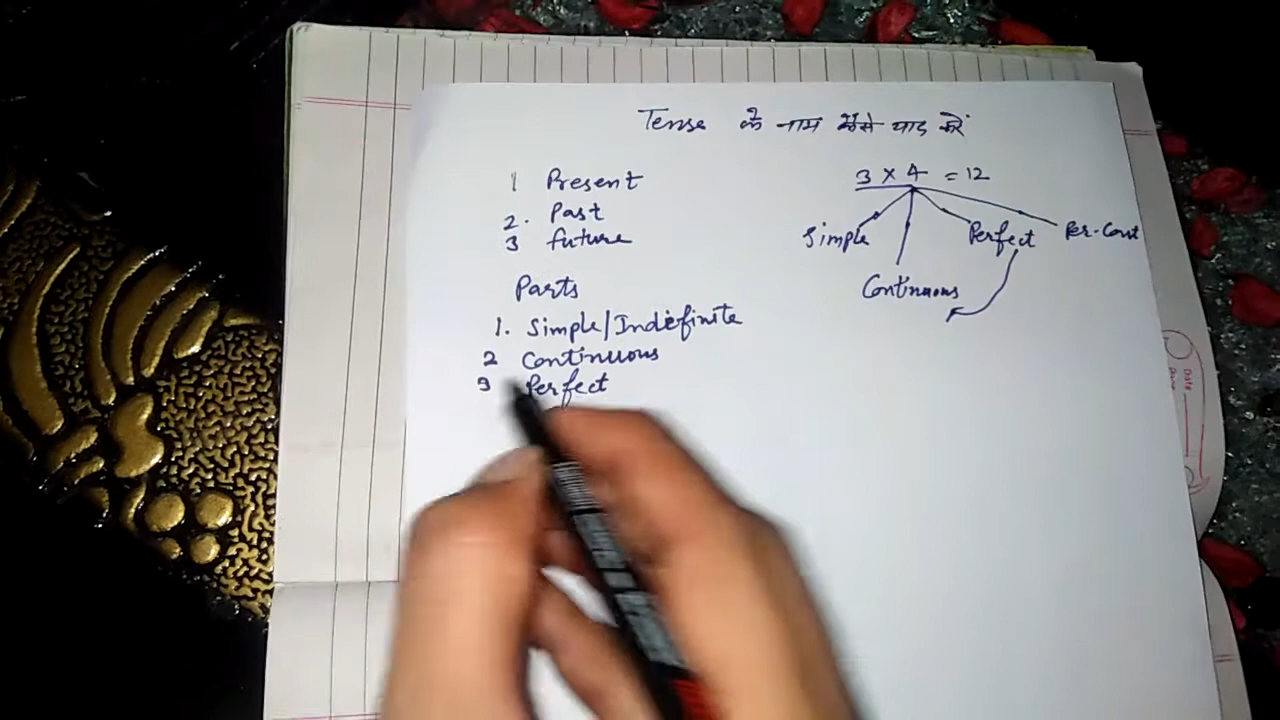 Tense के नाम कैसे याद करें
1 Present
2. Past
3 future
3 x 4 = 12
Simple
Continuous
Perfect
Per-Cont
Parts
1. Simple/Indefinite
2 Continuous
3 Perfect
Date